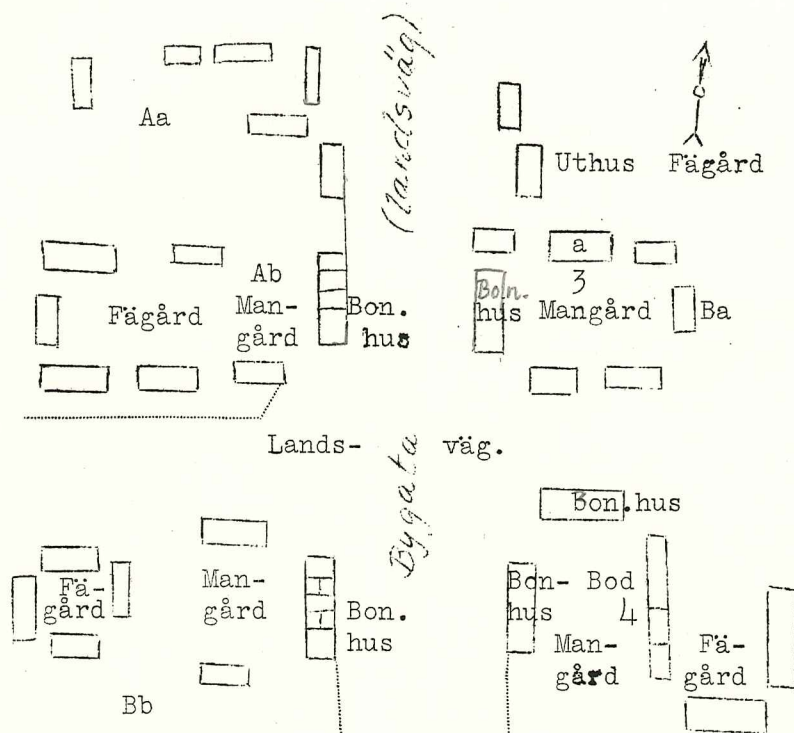 (landsväg)
Aa
Uthus Fägård
a
3
Ab
Man-
gård
Fägård
Bon.
hus
Bon.
hus
Mangård
Ba
Lands- väg.
Bygata
Bon.hus
Fä-
gård
Man-
gård
Bon.
hus
Bon-
hus
Bod
4
Man-
gård
Fä-
gård
Bb